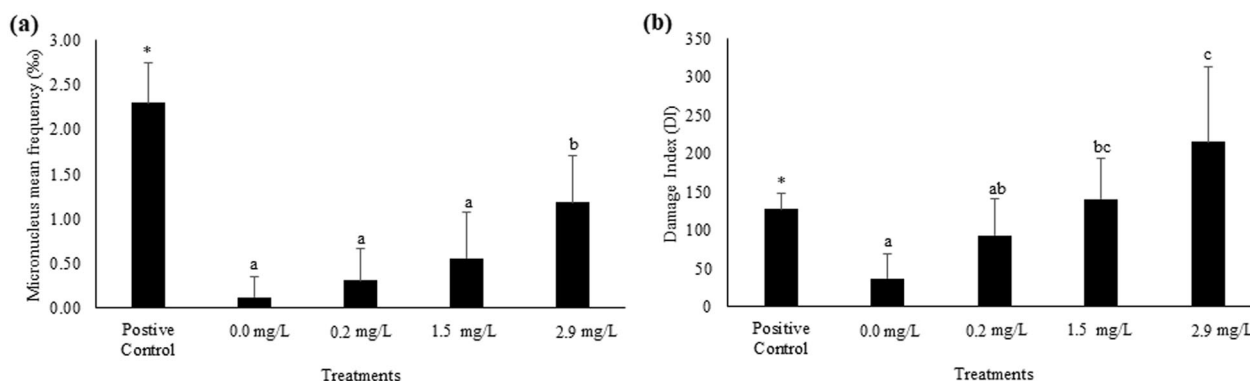 (a)
Micronucleus mean frequency (‰)
3.00
2.50
2.00
1.50
1.00
0.50
0.00
*
a
a
a
b
Postive
Control
0.0 mg/L
0.2 mg/L
1.5 mg/L
2.9 mg/L
Treatments
(b)
Damage Index (DI)
350
300
250
200
150
100
50
0
*
a
ab
bc
c
Positive
Control
0.0 mg/L
0.2 mg/L
1.5 mg/L
2.9 mg/L
Treatments